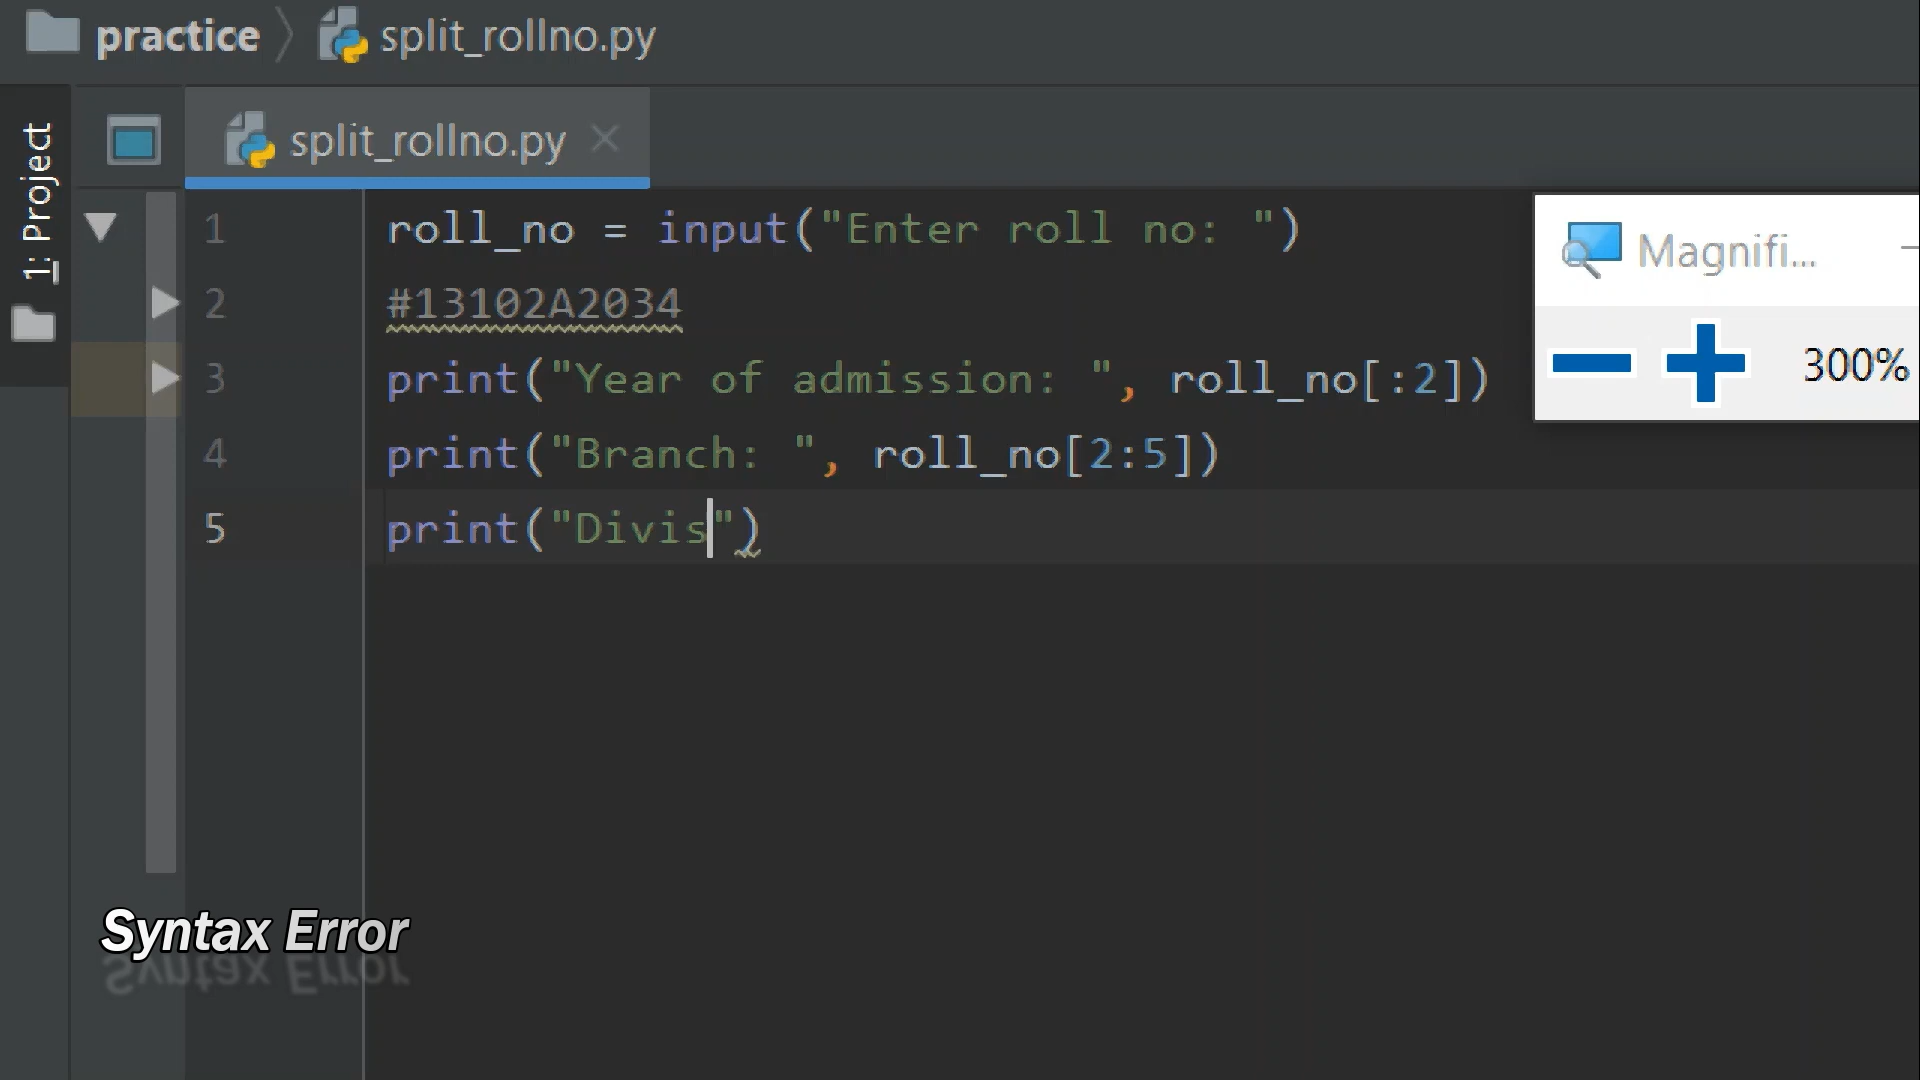 practice
split_rollno.py
1: Project
split_rollno.py
1 roll_no = input("Enter roll no: ")
2 #13102A2034
3 print("Year of admission: ", roll_no[:2])
4 print("Branch: ", roll_no[2:5])
5 print("Divis")
Magnifi...
300%
Syntax Error